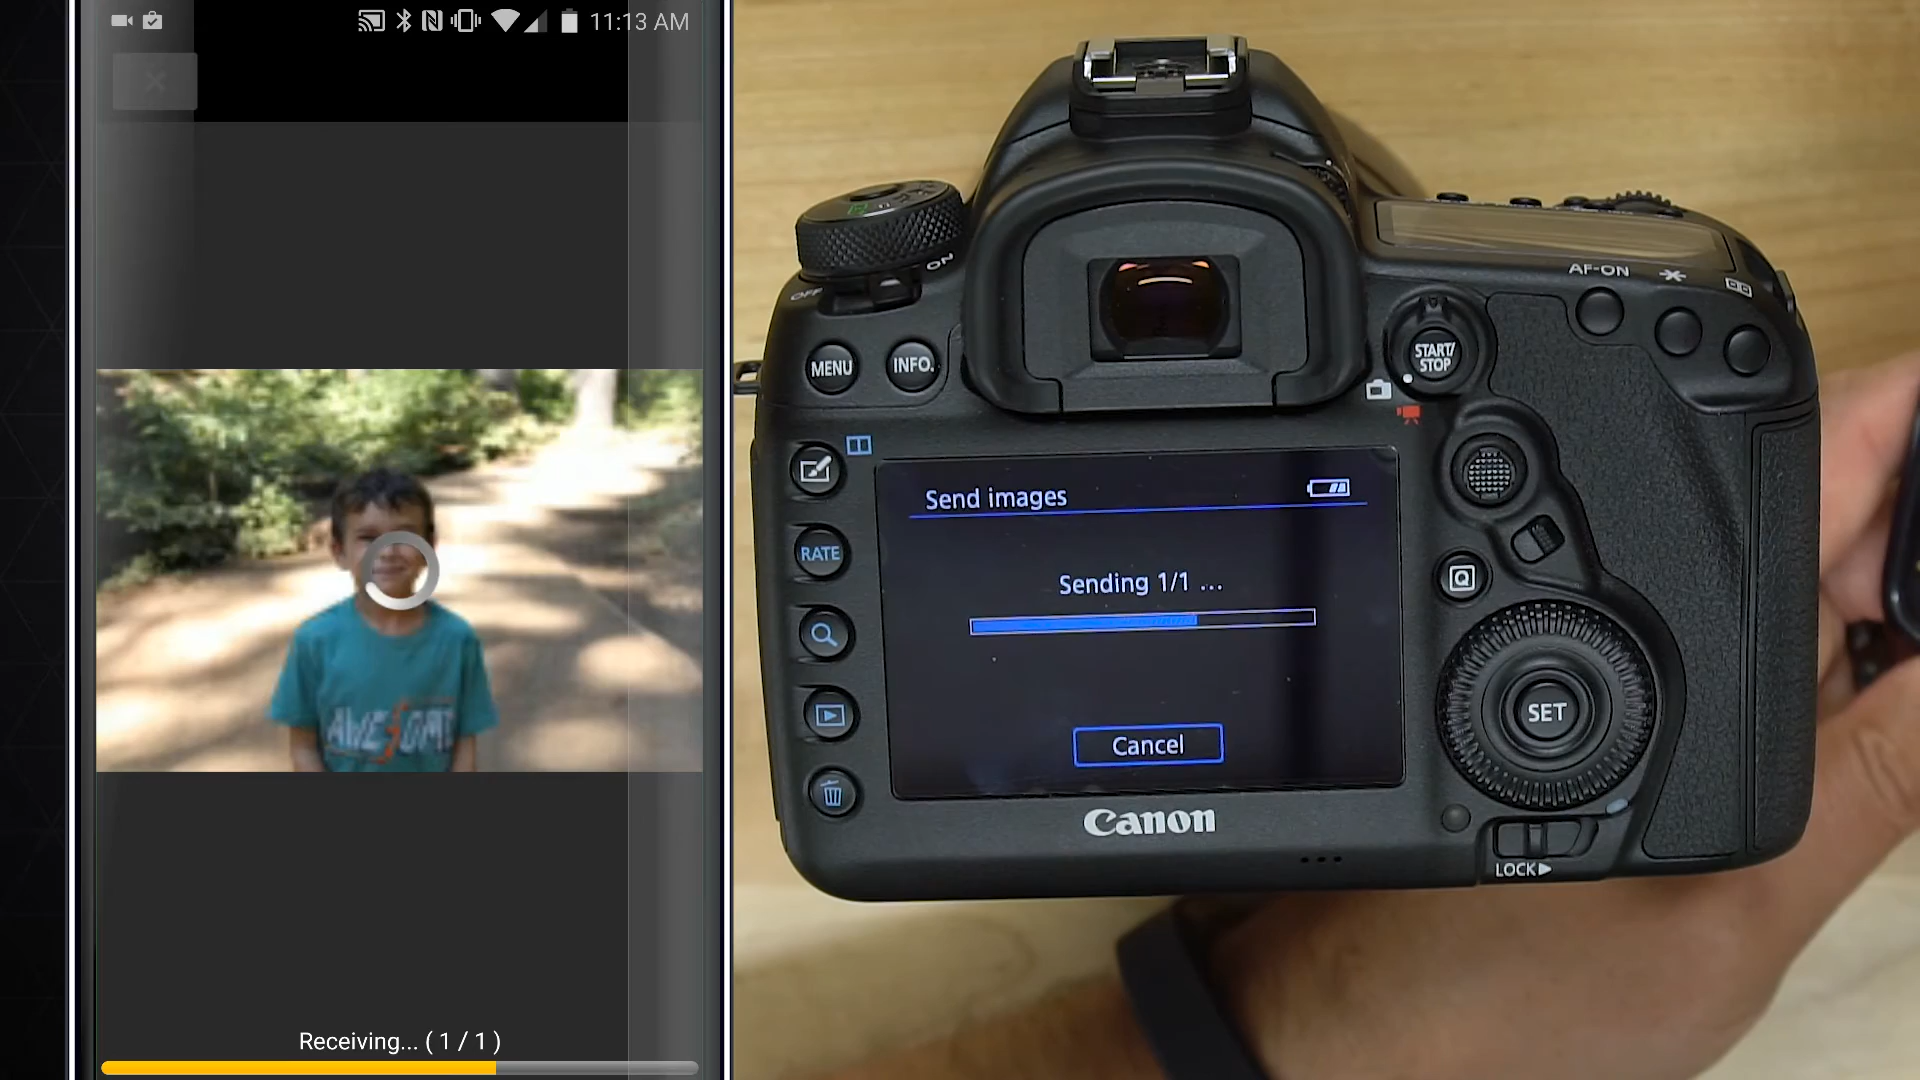 11:13 AM
AWESOME
Receiving... ( 1 / 1 )
ON
OFF
MENU
INFO.
AF-ON
START/
STOP
RATE
Send images
Sending 1/1 ...
Cancel
Q
SET
Canon
LOCK